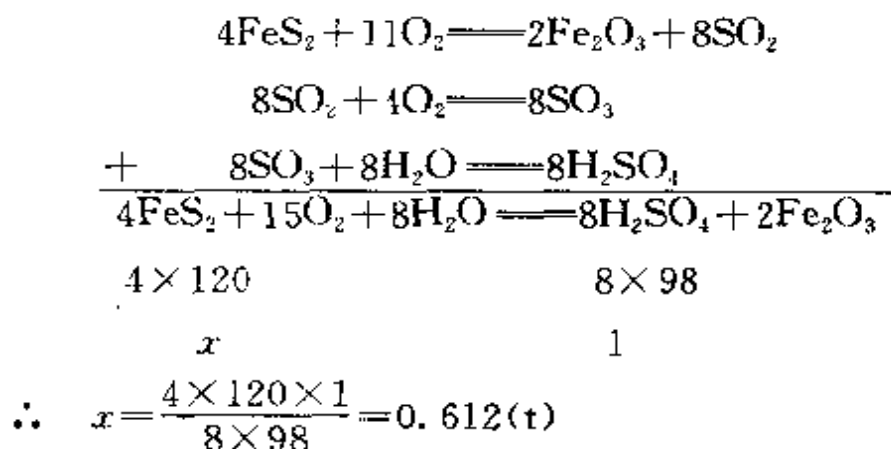 4FeS₂+11O₂══2Fe₂O₃+8SO₂
8SO₂+4O₂══8SO₃
+ 8SO₃+8H₂O══8H₂SO₄
4FeS₂+15O₂+8H₂O══8H₂SO₄+2Fe₂O₃
4×120 8×98
x 1
∴ x=\frac{4×120×1}{8×98}=0.612(t)